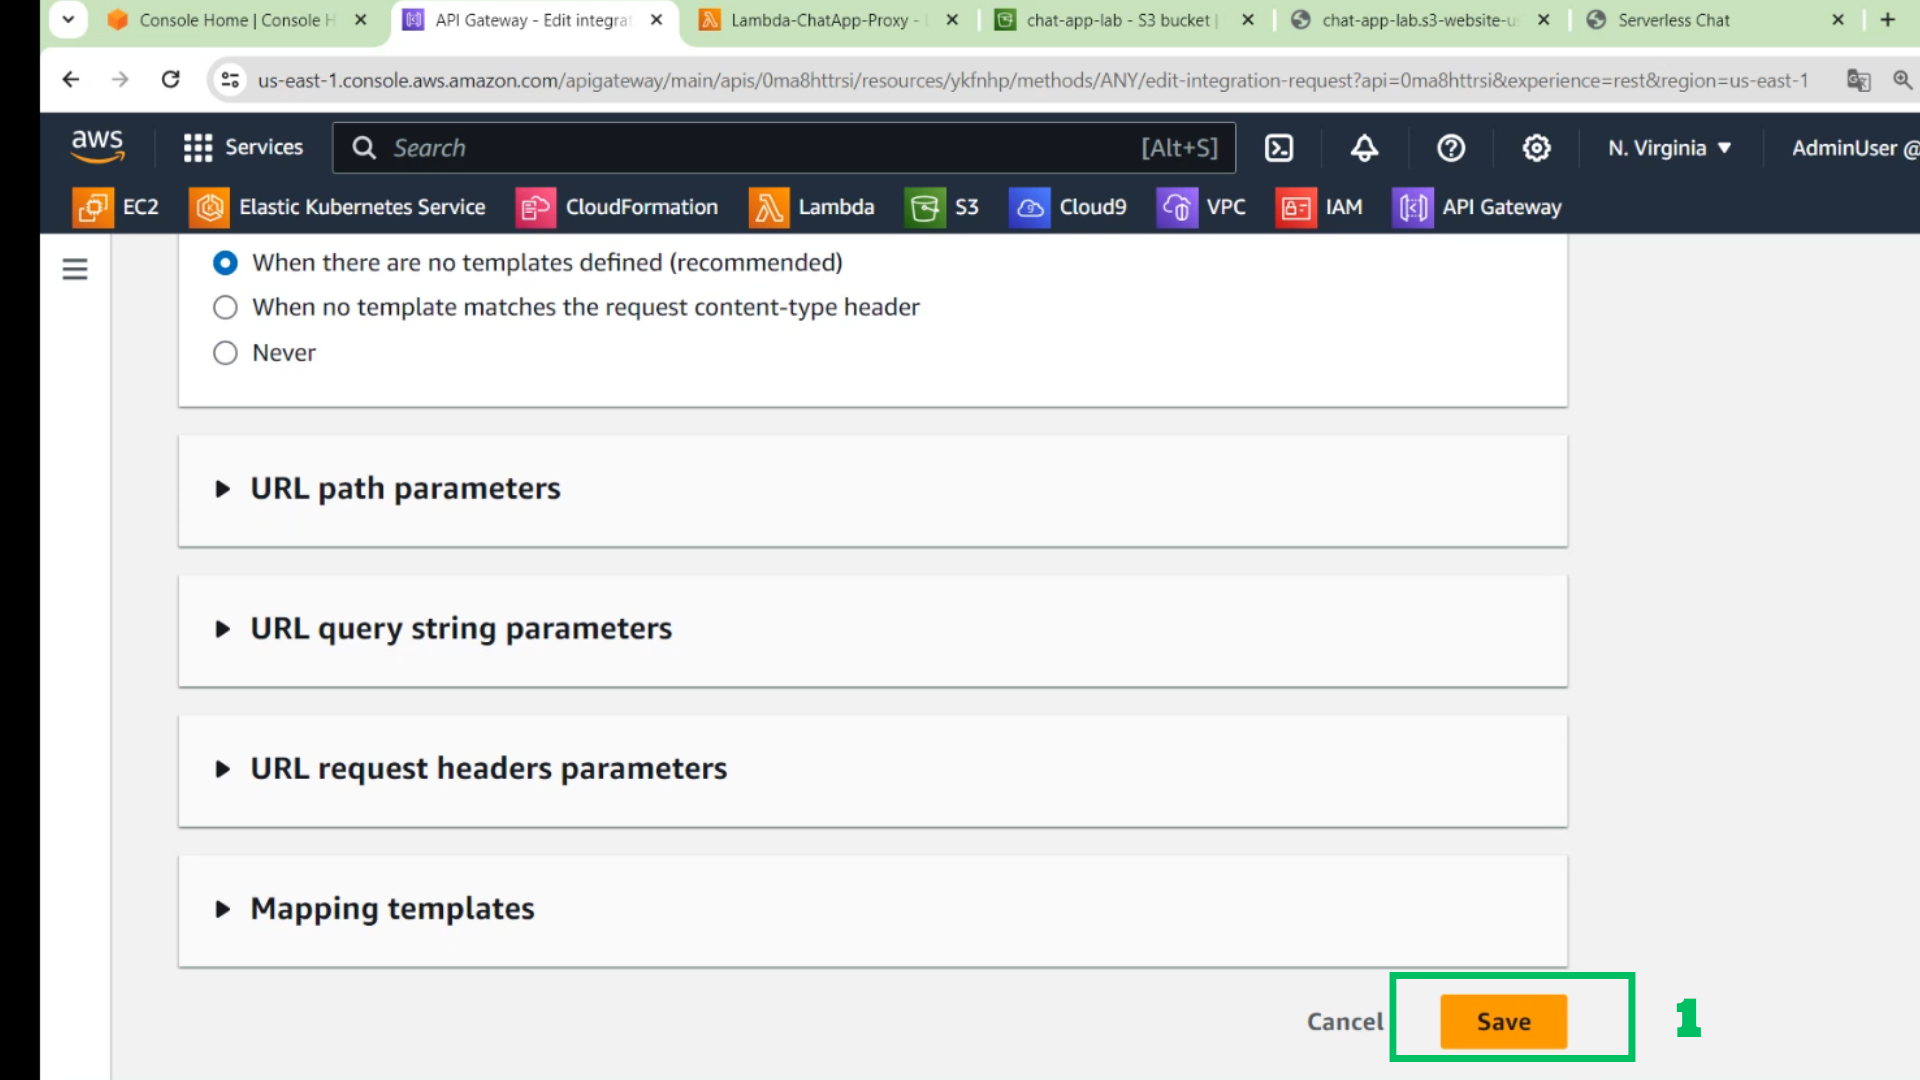 Console Home | Console H
API Gateway - Edit integra
Lambda-ChatApp-Proxy -
chat-app-lab - S3 bucket |
chat-app-lab.s3-website-u
Serverless Chat
us-east-1.console.aws.amazon.com/apigateway/main/apis/0ma8httrsi/resources/ykfnhp/methods/ANY/edit-integration-request?api=0ma8httrsi&experience=rest&region=us-east-1
aws
Services
Search
[Alt+S]
N. Virginia
AdminUser @
EC2
Elastic Kubernetes Service
CloudFormation
Lambda
S3
Cloud9
VPC
IAM
API Gateway
When there are no templates defined (recommended)
When no template matches the request content-type header
Never
URL path parameters
URL query string parameters
URL request headers parameters
Mapping templates
Cancel
Save
1